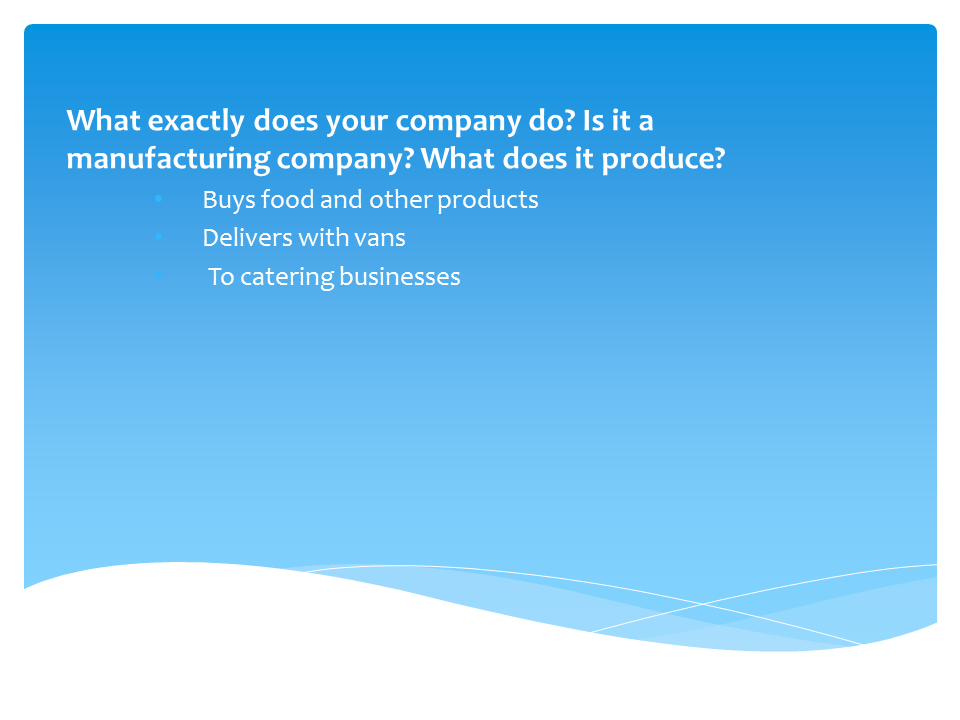 What exactly does your company do? Is it a
manufacturing company? What does it produce?
• Buys food and other products
• Delivers with vans
• To catering businesses